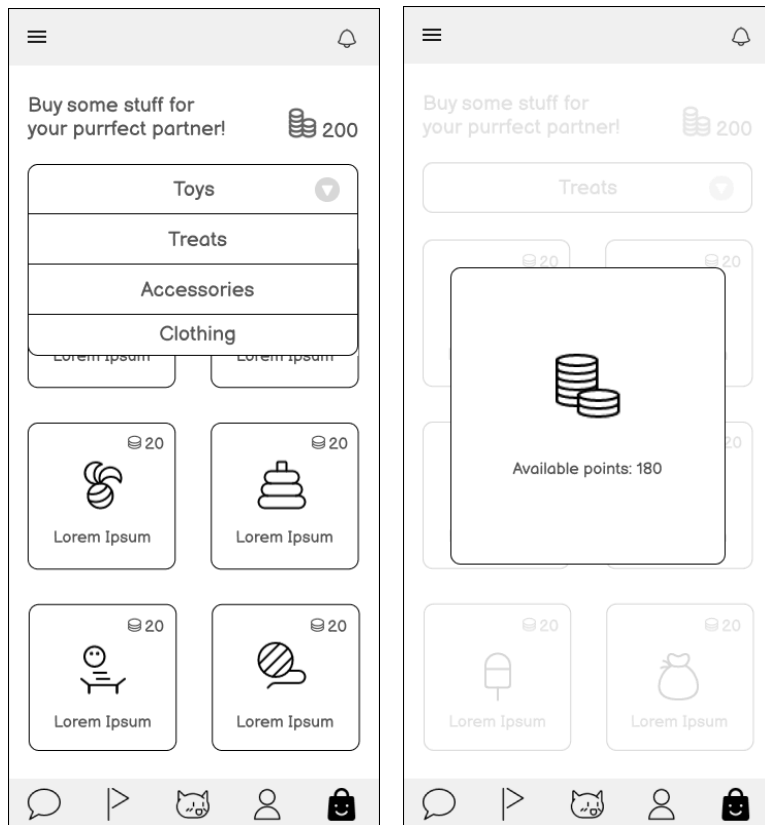 Buy some stuff for
your purrfect partner!
200
Toys
Treats
Accessories
Clothing
Lorem Ipsum
Lorem Ipsum
20
20
Lorem Ipsum
Lorem Ipsum
20
20
Lorem Ipsum
Lorem Ipsum
Buy some stuff for
your purrfect partner!
200
Treats
20
20
Available points: 180
20
20
20
Lorem Ipsum
Lorem Ipsum